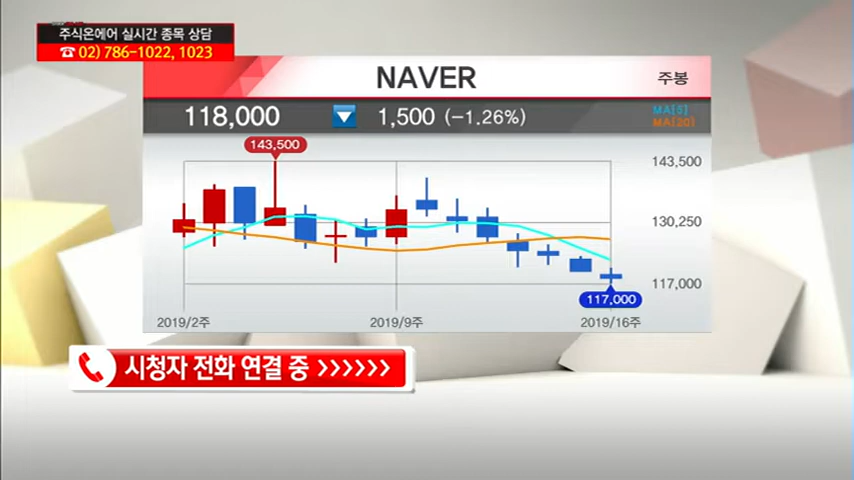 주식온에어 실시간 종목 상담
☎ 02) 786-1022, 1023
NAVER
주봉
118,000 ▼ 1,500 (-1.26%)
MA[5]
MA[20]
143,500
143,500
130,250
117,000
117,000
2019/2주 2019/9주 2019/16주
시청자 전화 연결 중 >>>>>>